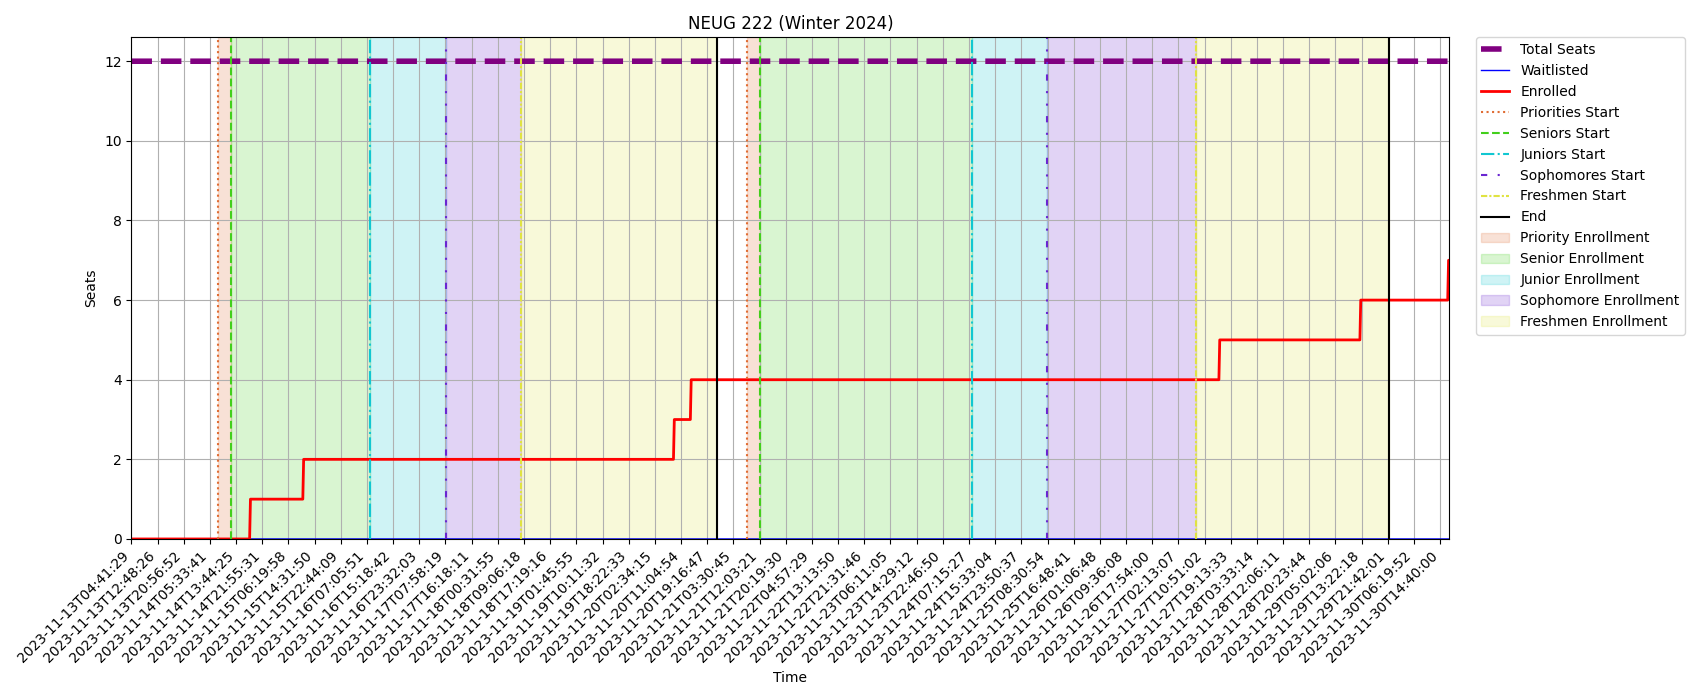 NEUG 222 (Winter 2024)
Seats
12
10
8
6
4
2
0
2023-11-13T04:41:29
2023-11-13T12:48:26
2023-11-13T20:56:52
2023-11-14T05:33:41
2023-11-14T13:44:25
2023-11-14T21:55:31
2023-11-15T06:19:58
2023-11-15T14:31:50
2023-11-15T22:44:09
2023-11-16T07:05:51
2023-11-16T15:18:42
2023-11-16T23:32:03
2023-11-17T07:58:19
2023-11-17T16:18:11
2023-11-18T00:31:55
2023-11-18T09:06:18
2023-11-18T17:19:16
2023-11-19T01:45:55
2023-11-19T10:11:32
2023-11-19T18:22:33
2023-11-20T02:34:15
2023-11-20T11:04:54
2023-11-20T19:16:47
2023-11-21T03:30:45
2023-11-21T12:03:21
2023-11-21T20:19:30
2023-11-22T04:57:29
2023-11-22T13:13:50
2023-11-22T21:31:46
2023-11-23T06:11:05
2023-11-23T14:29:12
2023-11-23T22:46:50
2023-11-24T07:15:27
2023-11-24T15:33:04
2023-11-24T23:50:37
2023-11-25T08:30:54
2023-11-25T16:48:41
2023-11-26T01:06:48
2023-11-26T09:36:08
2023-11-26T17:54:00
2023-11-27T02:13:07
2023-11-27T10:51:02
2023-11-27T19:13:33
2023-11-28T03:33:14
2023-11-28T12:06:11
2023-11-28T20:23:44
2023-11-29T05:02:06
2023-11-29T13:22:18
2023-11-29T21:42:01
2023-11-30T06:19:52
2023-11-30T14:40:00
Time
Total Seats
Waitlisted
Enrolled
Priorities Start
Seniors Start
Juniors Start
Sophomores Start
Freshmen Start
End
Priority Enrollment
Senior Enrollment
Junior Enrollment
Sophomore Enrollment
Freshmen Enrollment